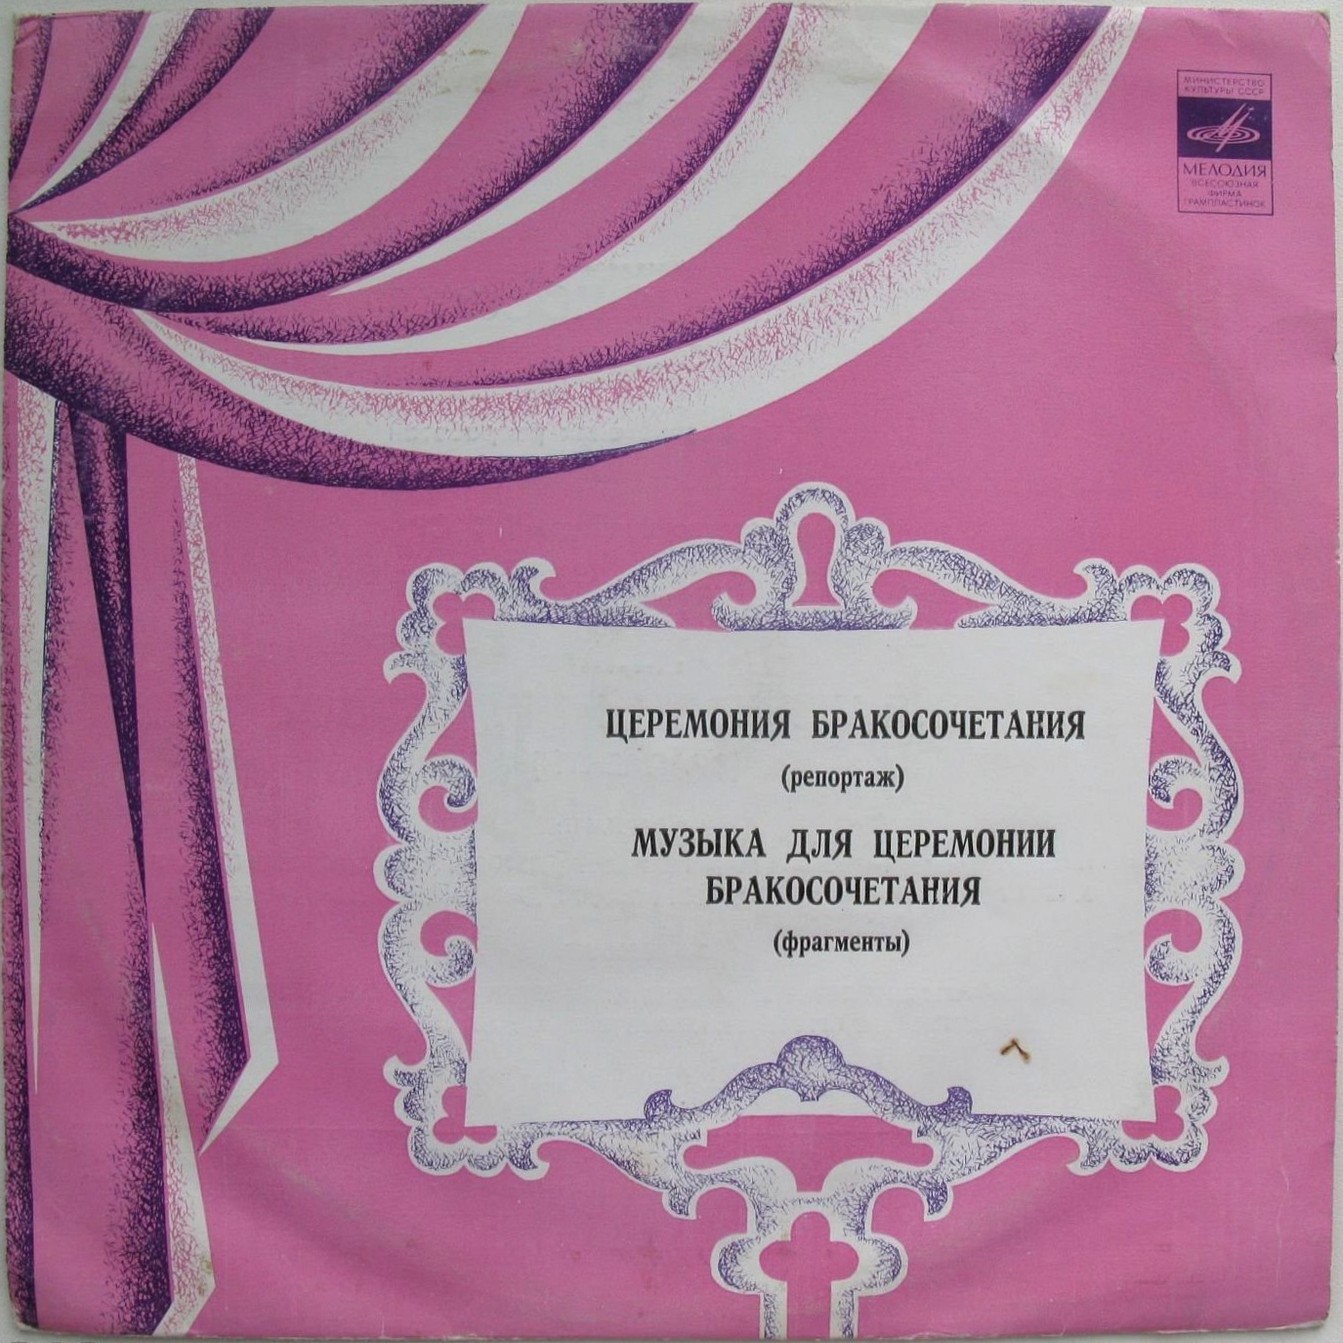 МИНИСТЕРСТВО
КУЛЬТУРЫ СССР
МЕЛОДИЯ
ВСЕСОЮЗНАЯ
ФИРМА
ГРАМПЛАСТИНОК
ЦЕРЕМОНИЯ БРАКОСОЧЕТАНИЯ
(репортаж)
МУЗЫКА ДЛЯ ЦЕРЕМОНИИ
БРАКОСОЧЕТАНИЯ
(фрагменты)